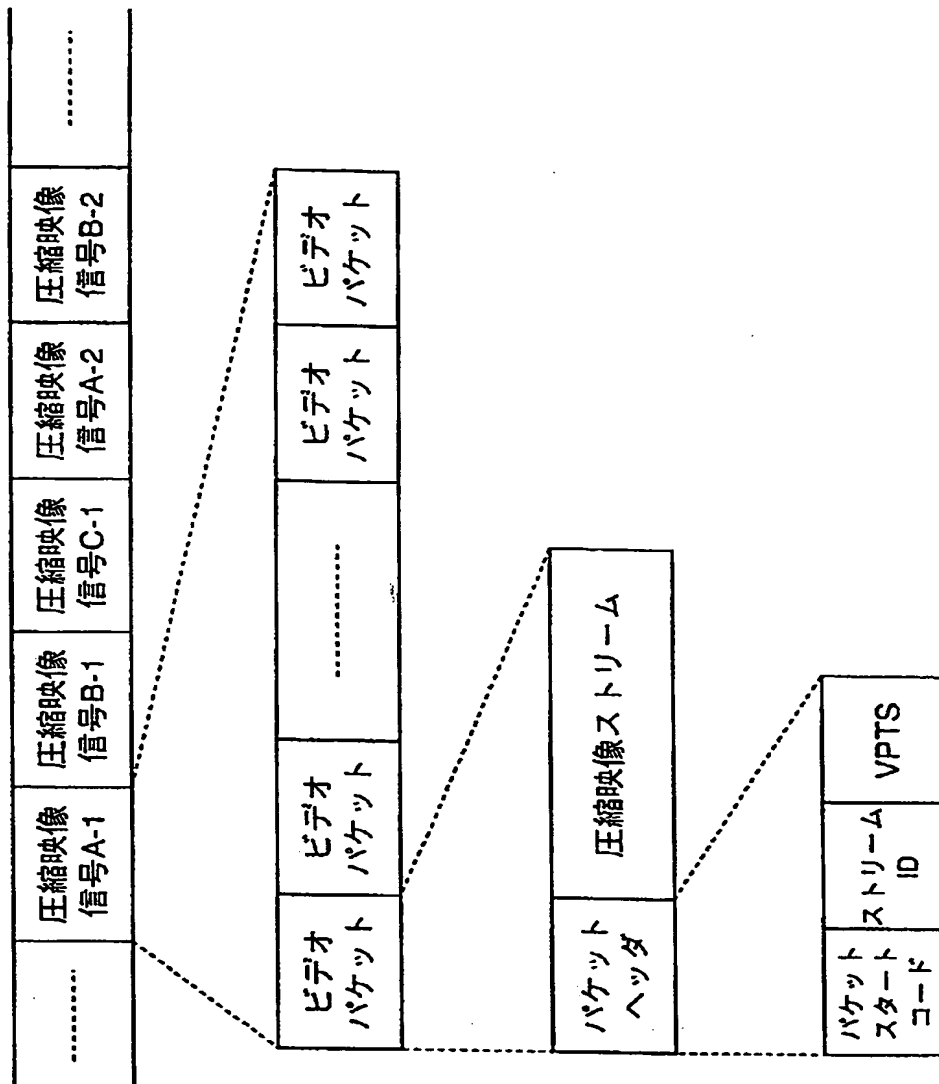 ...........
圧縮映像
信号A-1
圧縮映像
信号B-1
圧縮映像
信号C-1
圧縮映像
信号A-2
圧縮映像
信号B-2
...........
ビデオ
パケット
ビデオ
パケット
...............
ビデオ
パケット
ビデオ
パケット
パケット
ヘッダ
圧縮映像ストリーム
パケット
スタート
コード
ストリーム
ID
VPTS